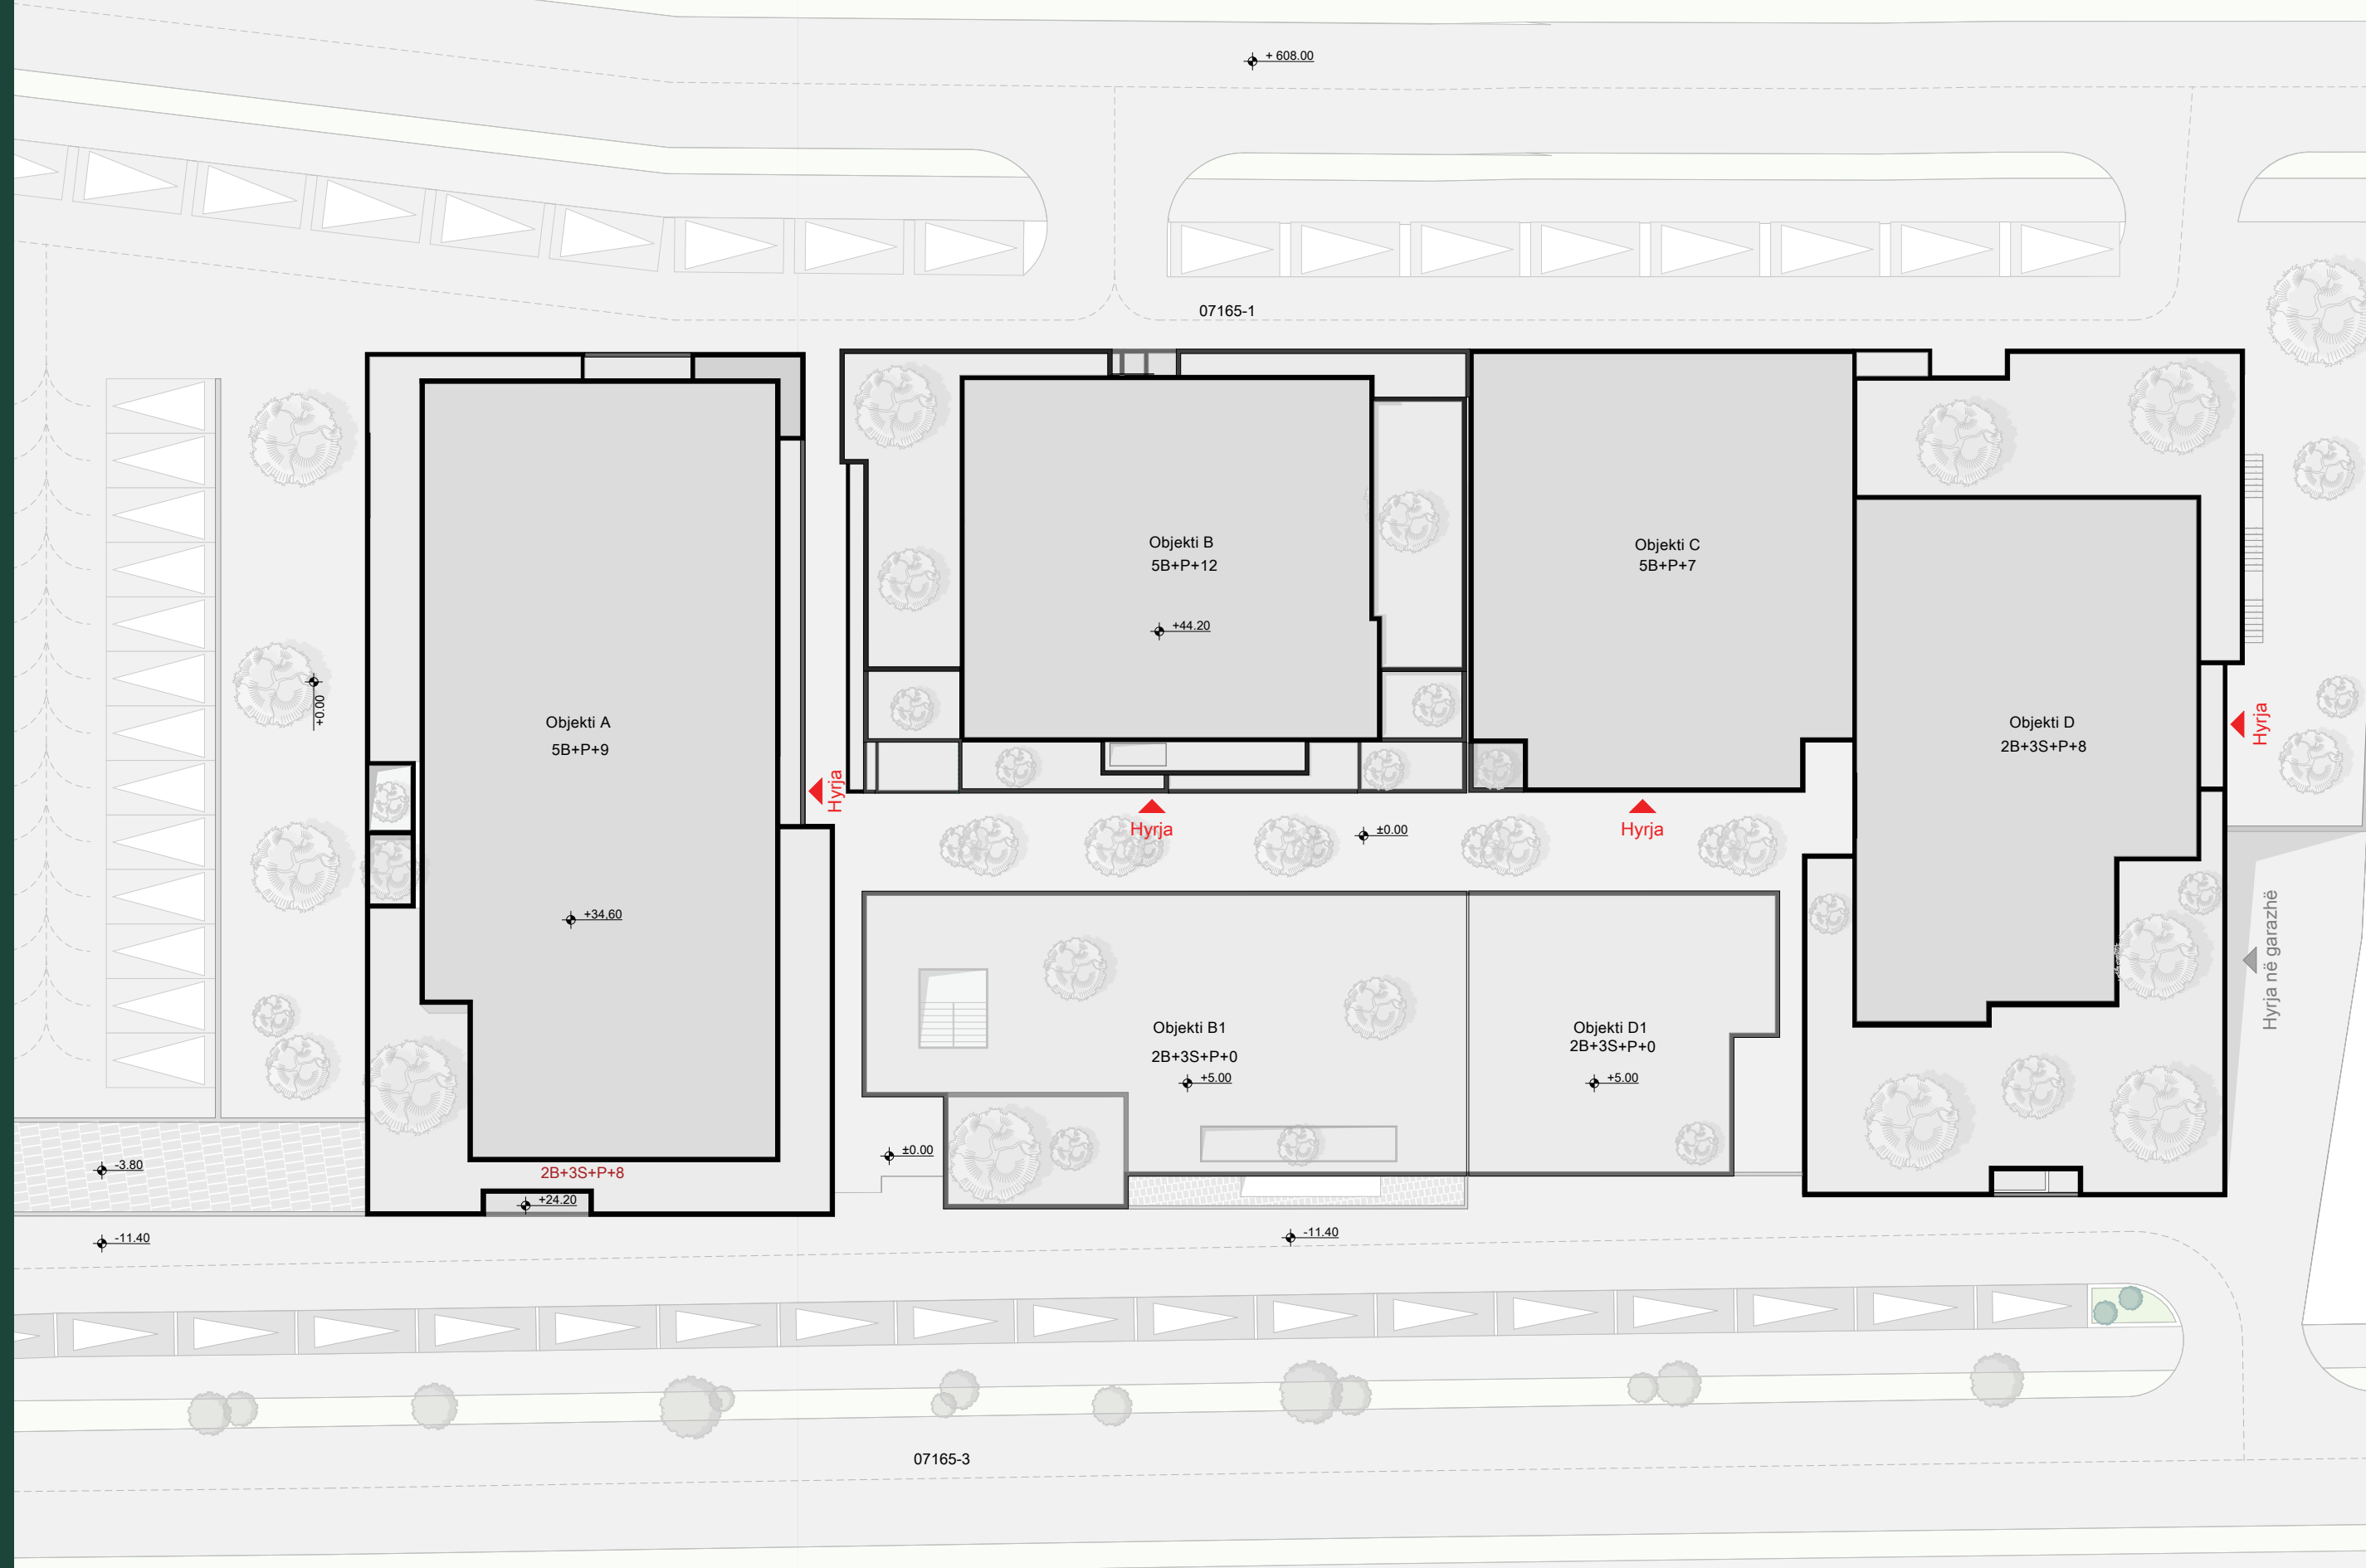 + 608.00
07165-1
Objekti B
5B+P+12
+44.20
Objekti C
5B+P+7
Objekti A
5B+P+9
+0.00
Objekti D
2B+3S+P+8
Hyrja
Hyrja
Hyrja
Hyrja
±0.00
+34.60
Hyrja në garazhë
Objekti B1
2B+3S+P+0
+5.00
Objekti D1
2B+3S+P+0
+5.00
±0.00
-3.80
2B+3S+P+8
+24.20
-11.40
-11.40
07165-3